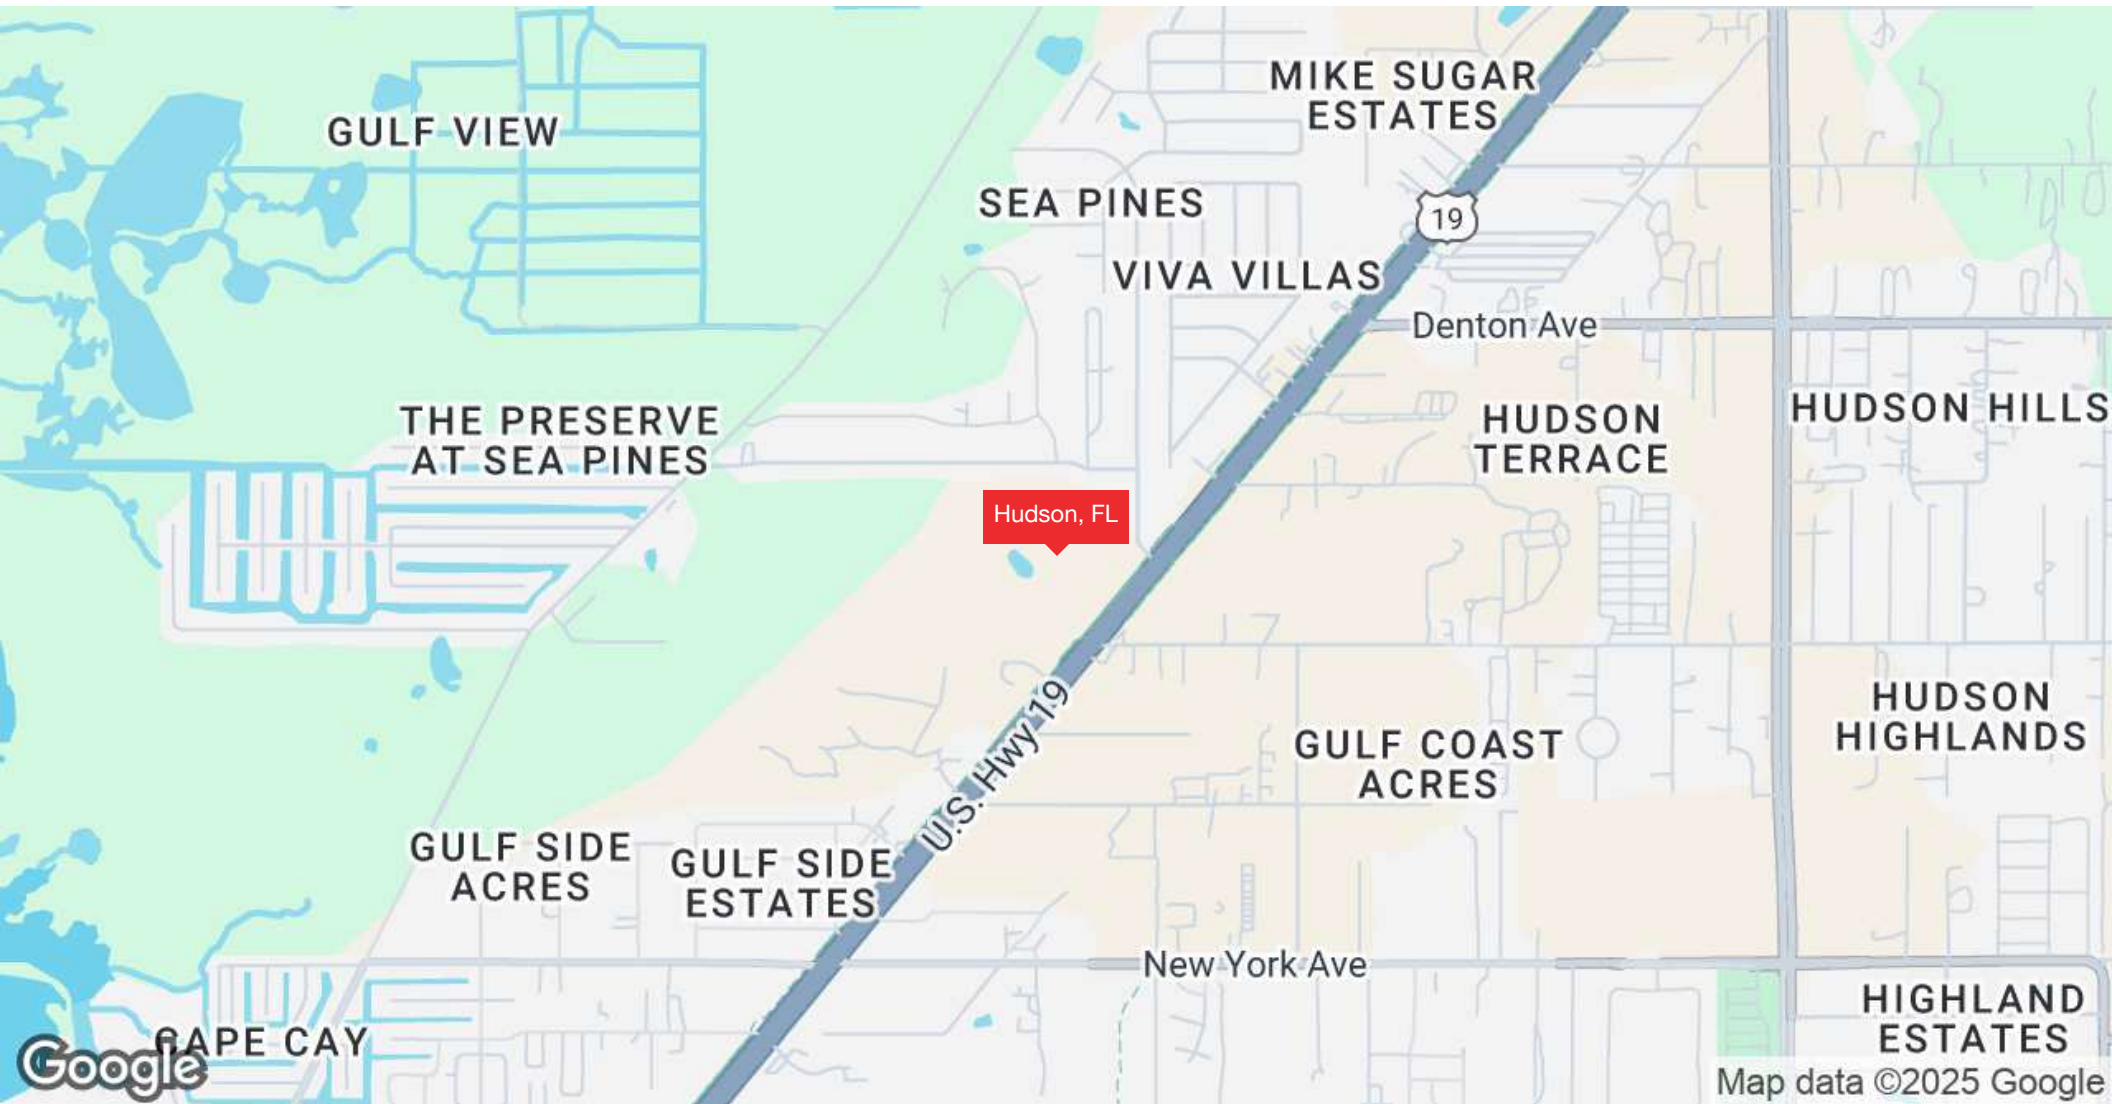 MIKE SUGAR
ESTATES
GULF VIEW
SEA PINES
19
VIVA VILLAS
Denton Ave
THE PRESERVE
AT SEA PINES
HUDSON
TERRACE
HUDSON HILLS
Hudson, FL
U.S. Hwy 19
HUDSON
HIGHLANDS
GULF COAST
ACRES
GULF SIDE
ACRES
GULF SIDE
ESTATES
New York Ave
HIGHLAND
ESTATES
CAPE CAY
Google
Map data ©2025 Google